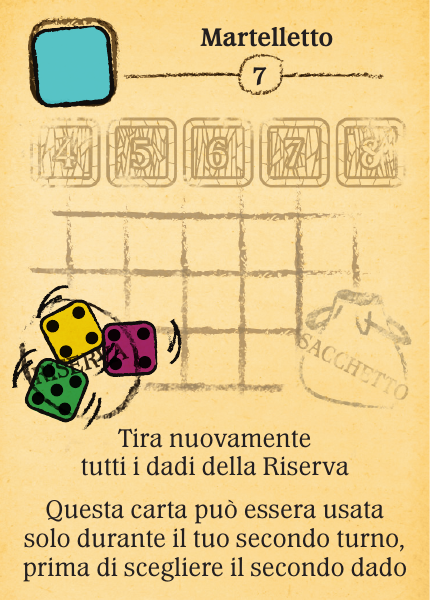 Martelletto
7
4 5 6 7 8
RISERVA
SACCHETTO
Tira nuovamente
tutti i dadi della Riserva
Questa carta può essera usata
solo durante il tuo secondo turno,
prima di scegliere il secondo dado